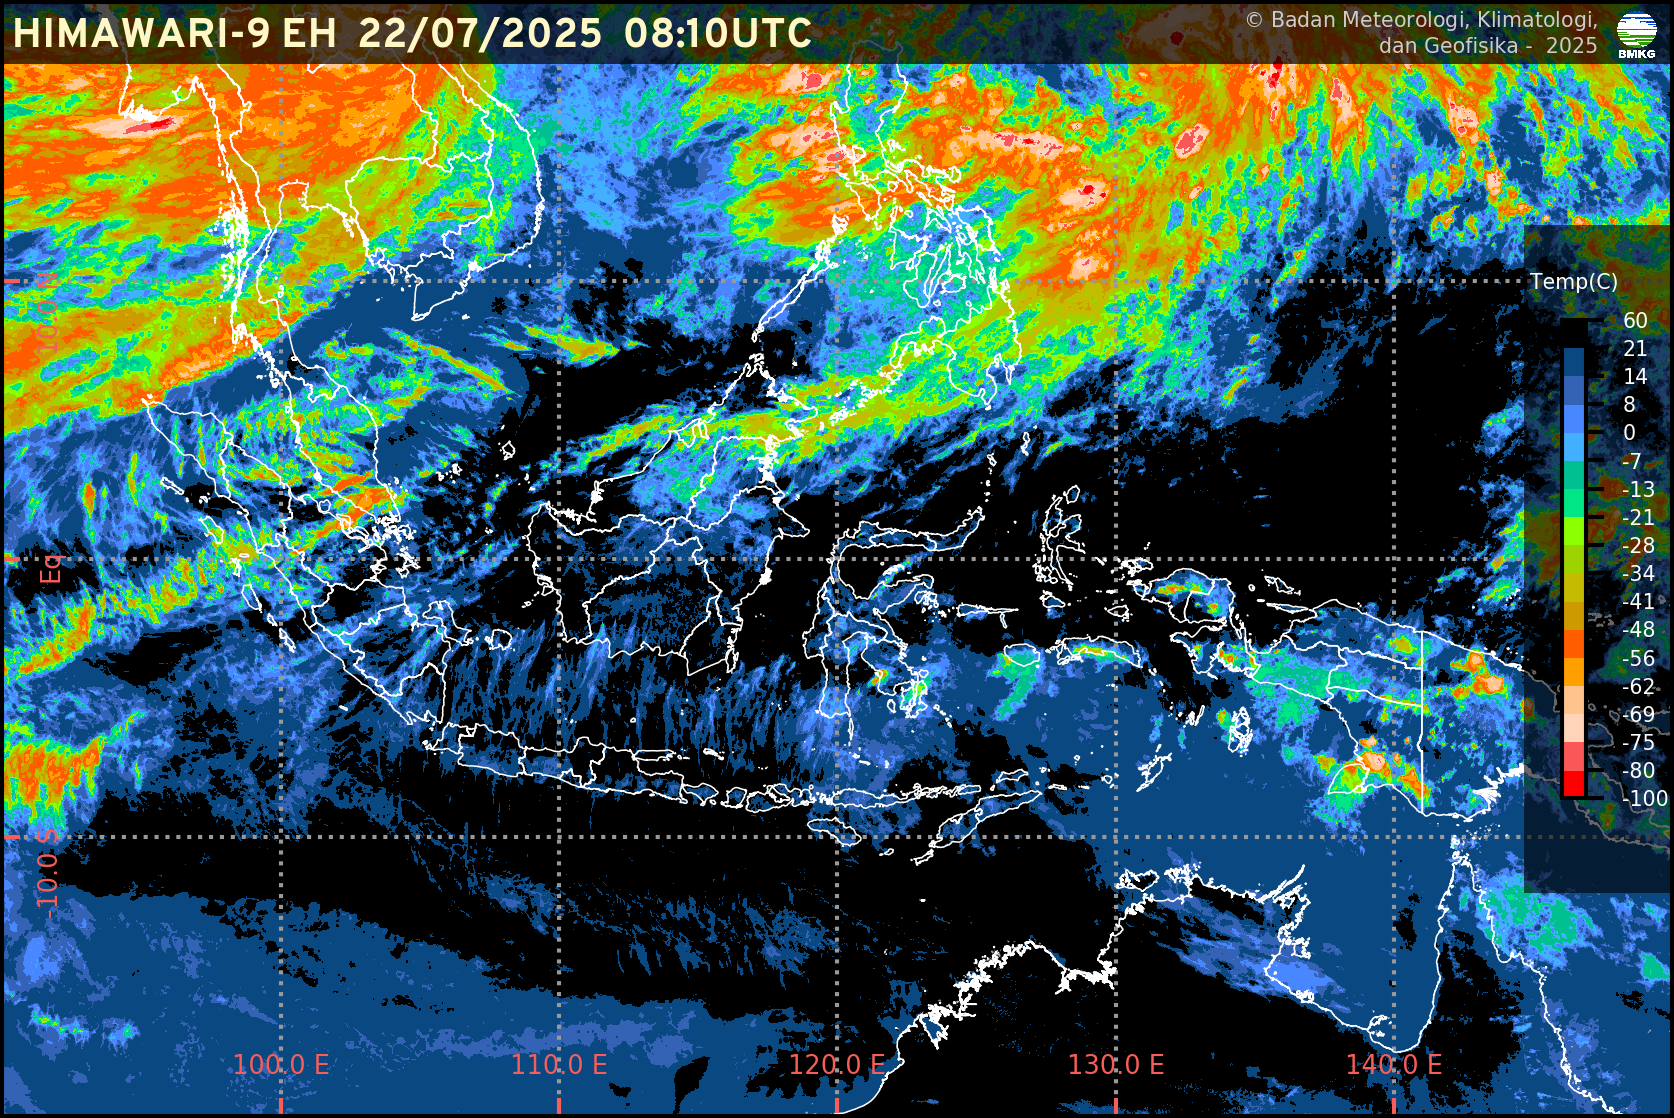 HIMAWARI-9 EH 22/07/2025 08:10UTC
© Badan Meteorologi, Klimatologi,
dan Geofisika - 2025
BMKG
Temp(C)
60
21
14
8
0
-7
-13
-21
-28
-34
-41
-48
-56
-62
-69
-75
-80
-100
10.0 N
Eq
-10.0 S
100.0 E
110.0 E
120.0 E
130.0 E
140.0 E